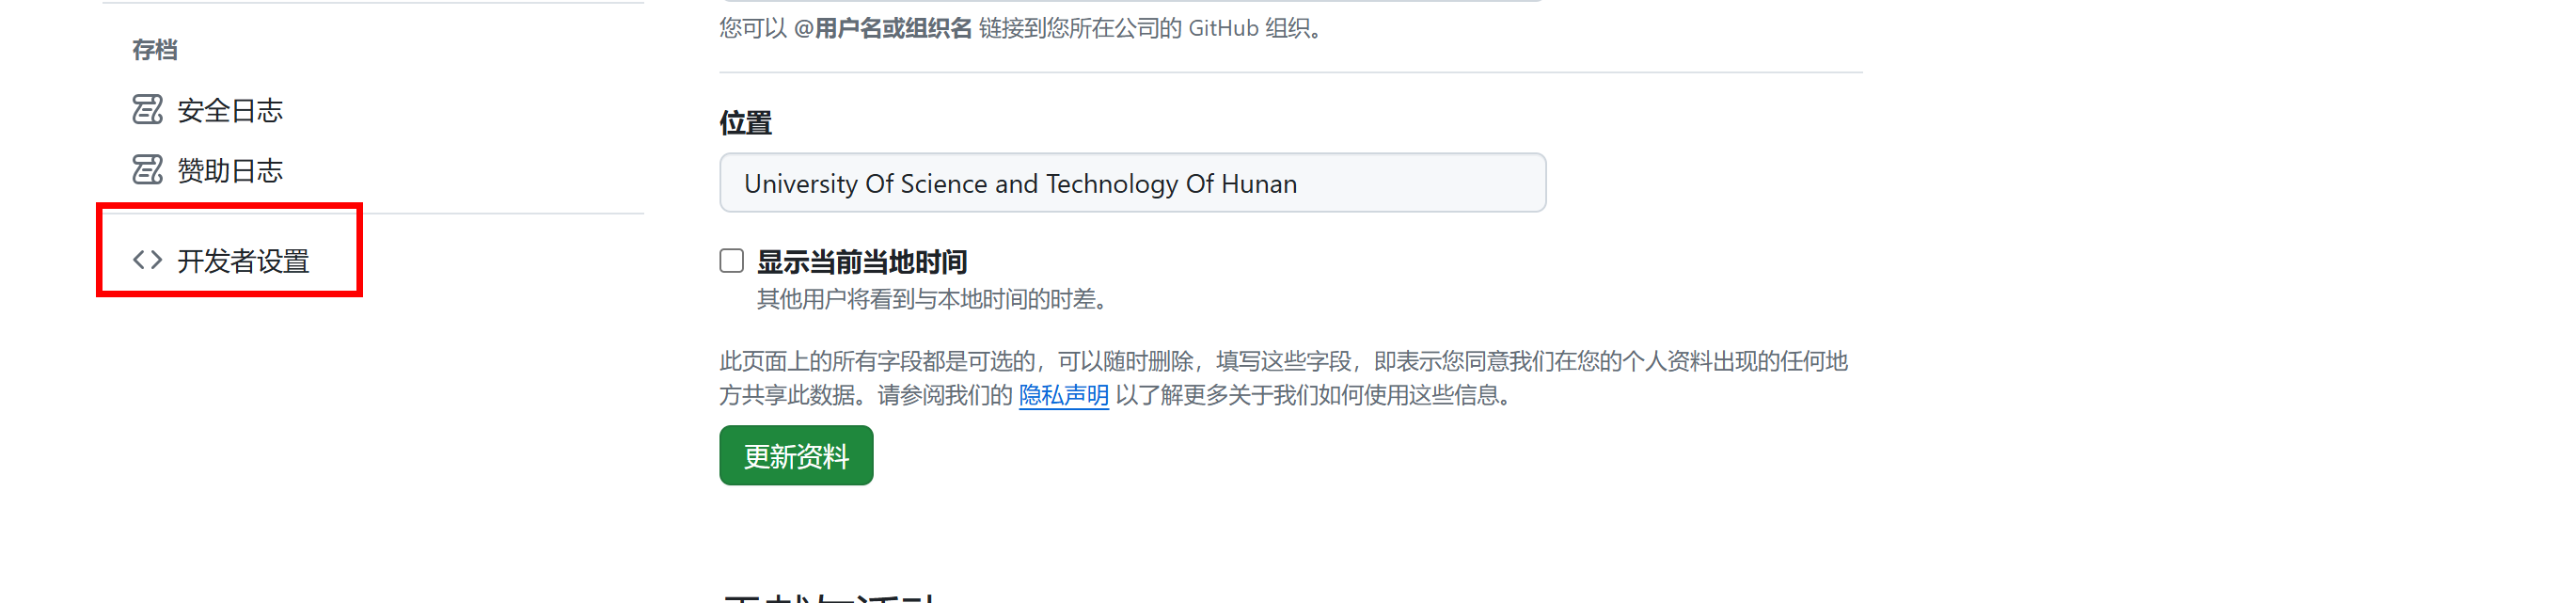 存档
安全日志
赞助日志
开发者设置
您可以 @用户名或组织名 链接到您所在公司的 GitHub 组织。
位置
University Of Science and Technology Of Hunan
显示当前当地时间
其他用户将看到与本地时间的时差。
此页面上的所有字段都是可选的，可以随时删除，填写这些字段，即表示您同意我们在您的个人资料出现的任何地
方共享此数据。请参阅我们的 隐私声明 以了解更多关于我们如何使用这些信息。
更新资料